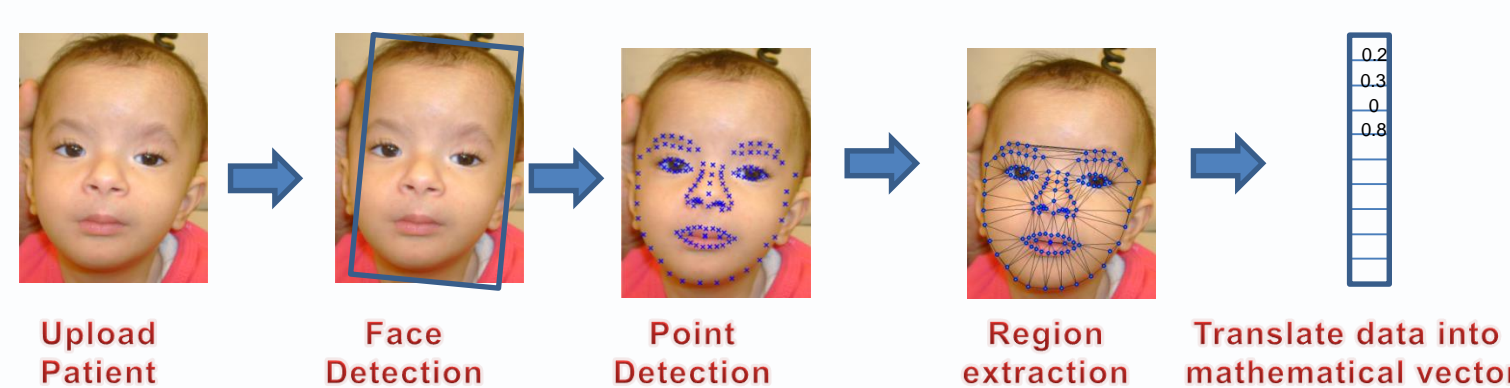 0.2
0.3
0
0.8
Upload
Patient
Face
Detection
Point
Detection
Region
extraction
Translate data into
mathematical vector